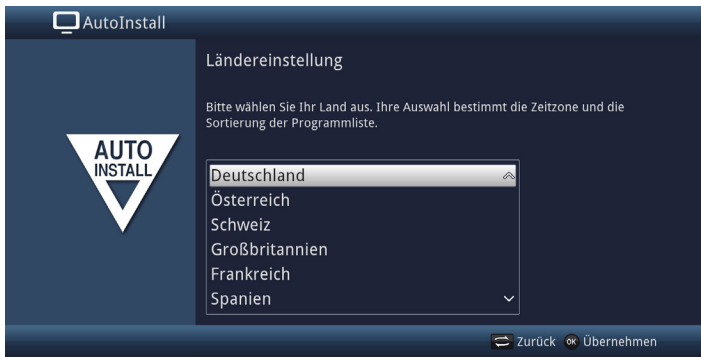 AutoInstall
Ländereinstellung
Bitte wählen Sie Ihr Land aus. Ihre Auswahl bestimmt die Zeitzone und die
Sortierung der Programmliste.
AUTO
INSTALL
Deutschland
Österreich
Schweiz
Großbritannien
Frankreich
Spanien
Zurück OK Übernehmen